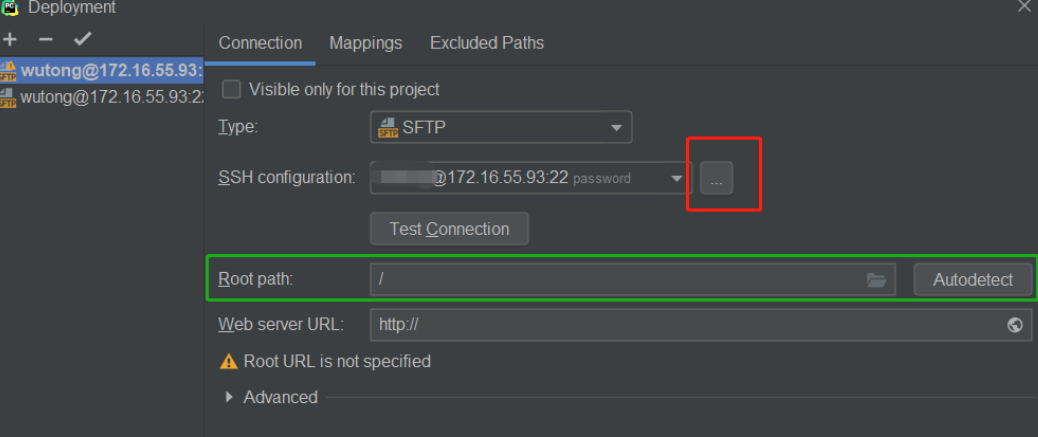 Deployment
Connection Mappings Excluded Paths
wutong@172.16.55.93:
wutong@172.16.55.93:22
Visible only for this project
Type: SFTP
SSH configuration: @172.16.55.93:22 password ...
Test Connection
Root path: / Autodetect
Web server URL: http://
Root URL is not specified
Advanced